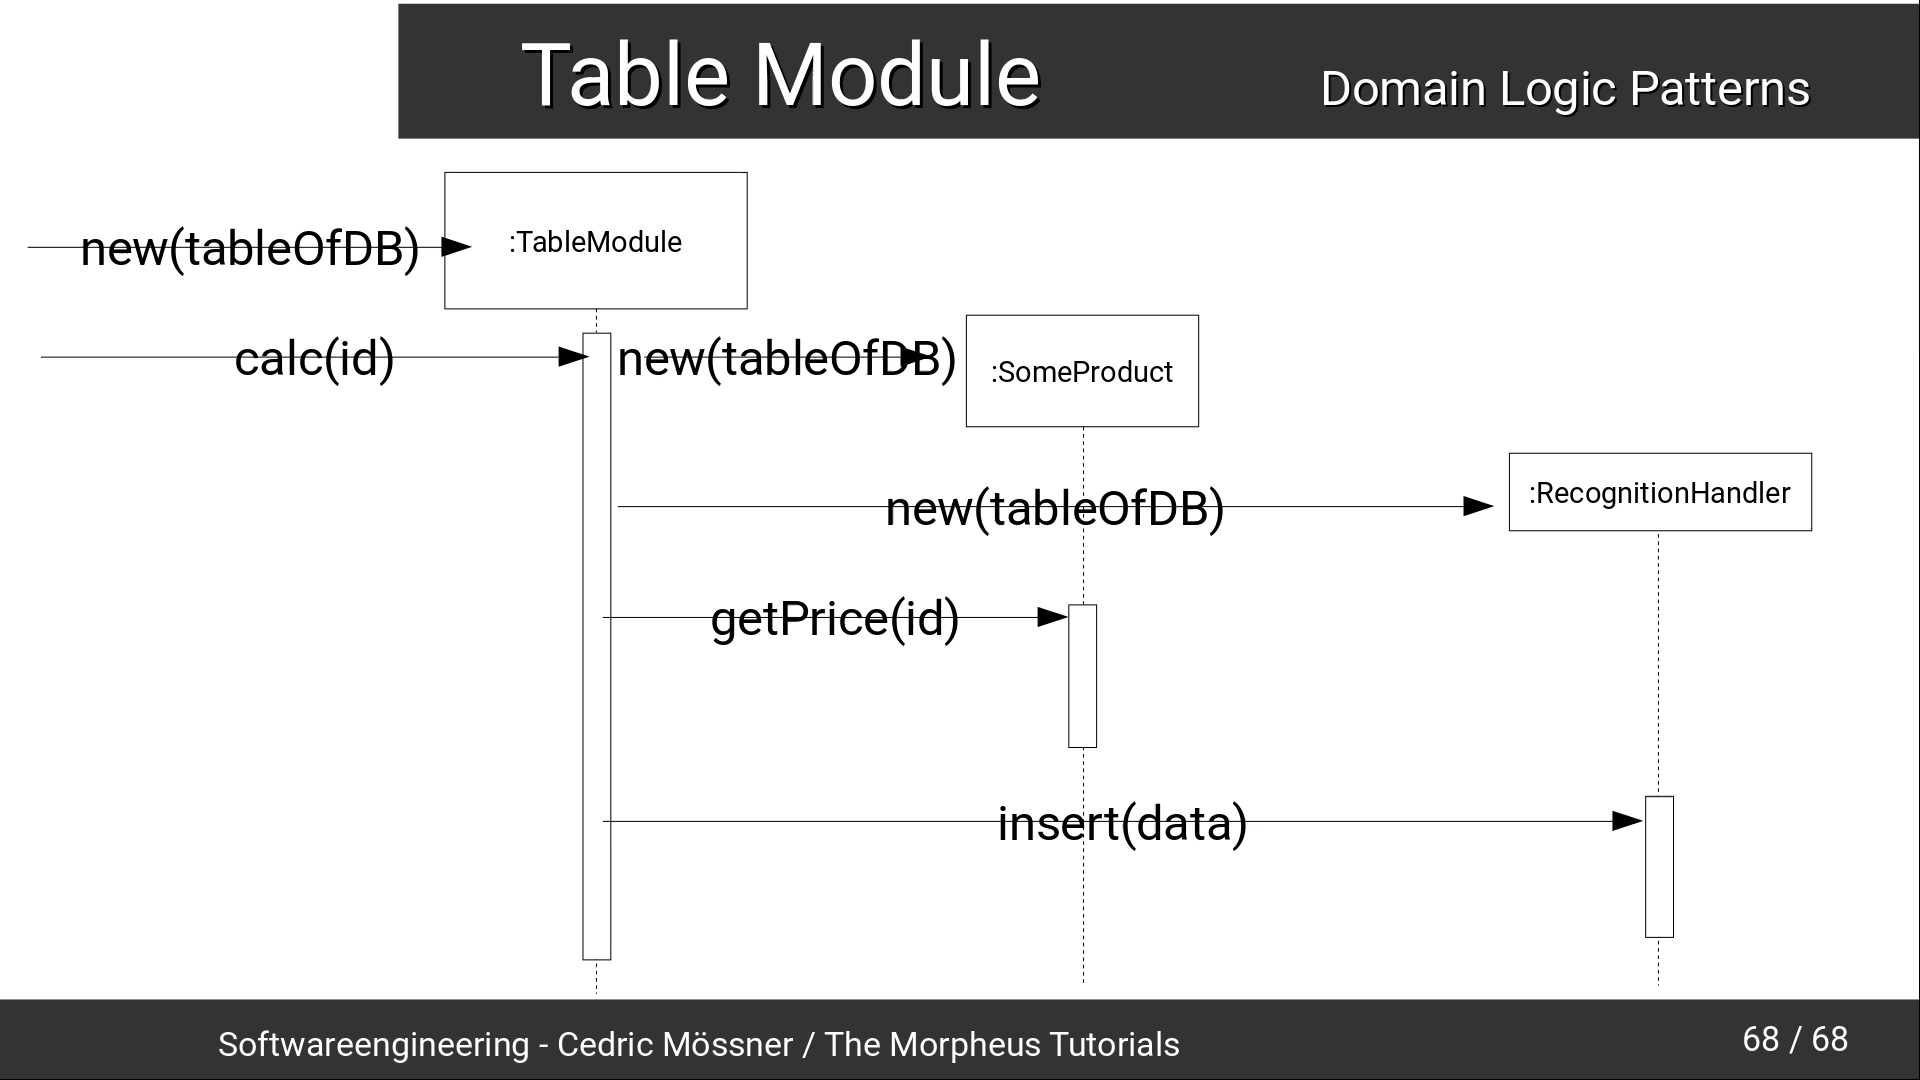 Table Module
Domain Logic Patterns
new(tableOfDB)
:TableModule
calc(id)
new(tableOfDB)
:SomeProduct
new(tableOfDB)
:RecognitionHandler
getPrice(id)
insert(data)
Softwareengineering - Cedric Mössner / The Morpheus Tutorials
68 / 68